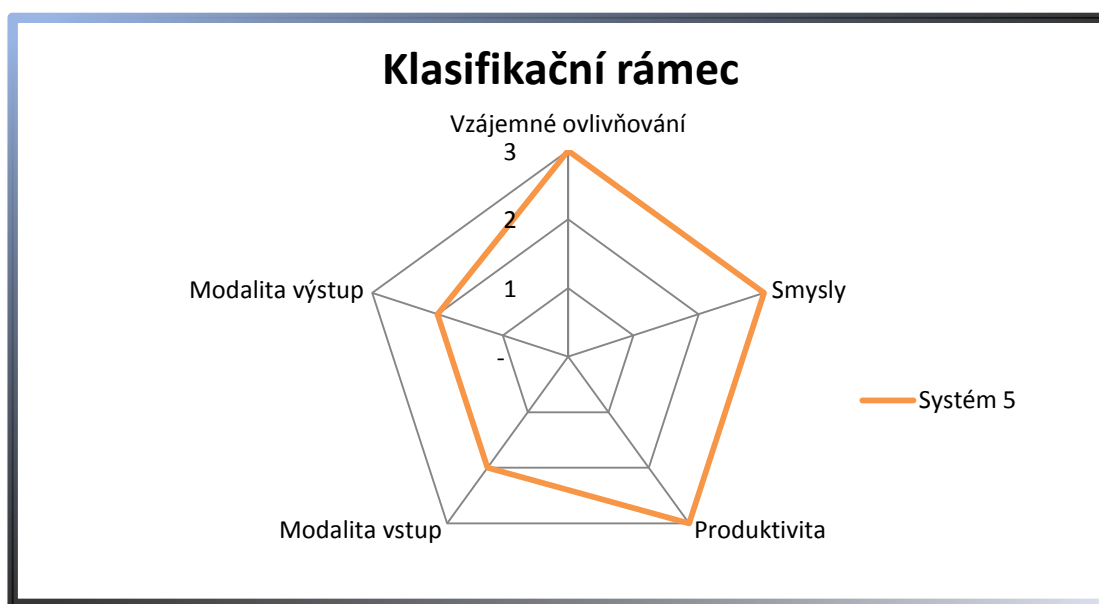 Klasifikační rámec
Vzájemné ovlivňování
3
2
1
-
Modalita výstup
Smysly
Systém 5
Modalita vstup
Produktivita